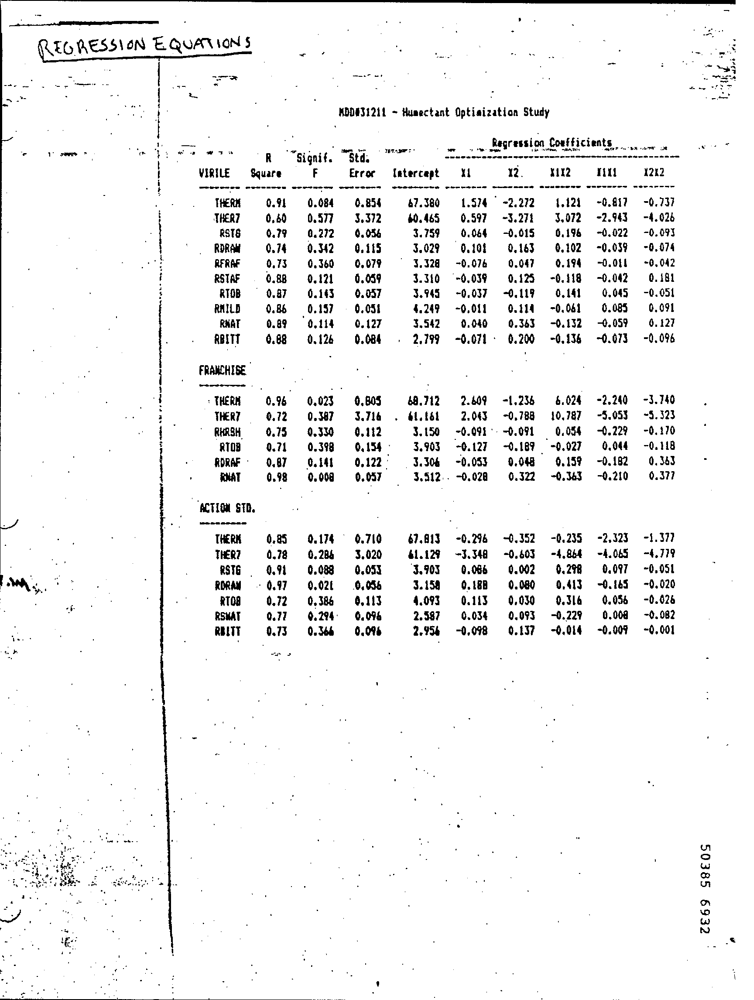 REGRESSION EQUATIONS
MDD#31211 - Humectant Optimization Study
Regression Coefficients
R Signif. Std.
VIRILE Square F Error Intercept X1 X2 X1X2 X1X1 X2X2
THERM 0.91 0.084 0.854 67.380 1.574 -2.272 1.121 -0.817 -0.737
THER7 0.60 0.577 3.372 60.465 0.597 -3.271 3.072 -2.943 -4.026
RSTG 0.79 0.272 0.056 3.759 0.064 -0.015 0.196 -0.022 -0.093
RDRAW 0.74 0.342 0.115 3.029 0.101 0.163 0.102 -0.039 -0.074
RFRAF 0.73 0.360 0.079 3.328 -0.076 0.047 0.194 -0.011 -0.042
RSTAF 0.88 0.121 0.059 3.310 -0.039 0.125 -0.118 -0.042 0.181
RTOB 0.87 0.143 0.057 3.945 -0.037 -0.119 0.141 0.045 -0.051
RMILD 0.86 0.157 0.051 4.249 -0.011 0.114 -0.061 0.085 0.091
RNAT 0.89 0.114 0.127 3.542 0.040 0.363 -0.132 -0.059 0.127
RBITT 0.88 0.126 0.084 2.799 -0.071 0.200 -0.136 -0.073 -0.096
FRANCHISE
THERM 0.96 0.023 0.805 68.712 2.609 -1.236 6.024 -2.240 -3.740
THER7 0.72 0.387 3.716 61.161 2.043 -0.788 10.787 -5.053 -5.323
RHRSH 0.75 0.330 0.112 3.150 -0.091 -0.091 0.054 -0.229 -0.170
RTOB 0.71 0.398 0.154 3.903 -0.127 -0.189 -0.027 0.044 -0.118
RDRAF 0.87 0.141 0.122 3.306 -0.053 0.048 0.159 -0.182 0.363
RNAT 0.98 0.008 0.057 3.512 -0.028 0.322 -0.363 -0.210 0.377
ACTION STD.
THERM 0.85 0.174 0.710 67.813 -0.296 -0.352 -0.235 -2.323 -1.377
THER7 0.78 0.286 3.020 61.129 -3.348 -0.603 -4.864 -4.065 -4.779
RSTG 0.91 0.088 0.053 3.903 0.086 0.002 0.298 0.097 -0.051
RDRAW 0.97 0.021 0.056 3.158 0.188 0.080 0.413 -0.165 -0.020
RTOB 0.72 0.386 0.113 4.093 0.113 0.030 0.316 0.056 -0.026
RSWAT 0.77 0.294 0.096 2.587 0.034 0.093 -0.229 0.008 -0.082
RBITT 0.73 0.366 0.096 2.956 -0.098 0.137 -0.014 -0.009 -0.001
50385 6932